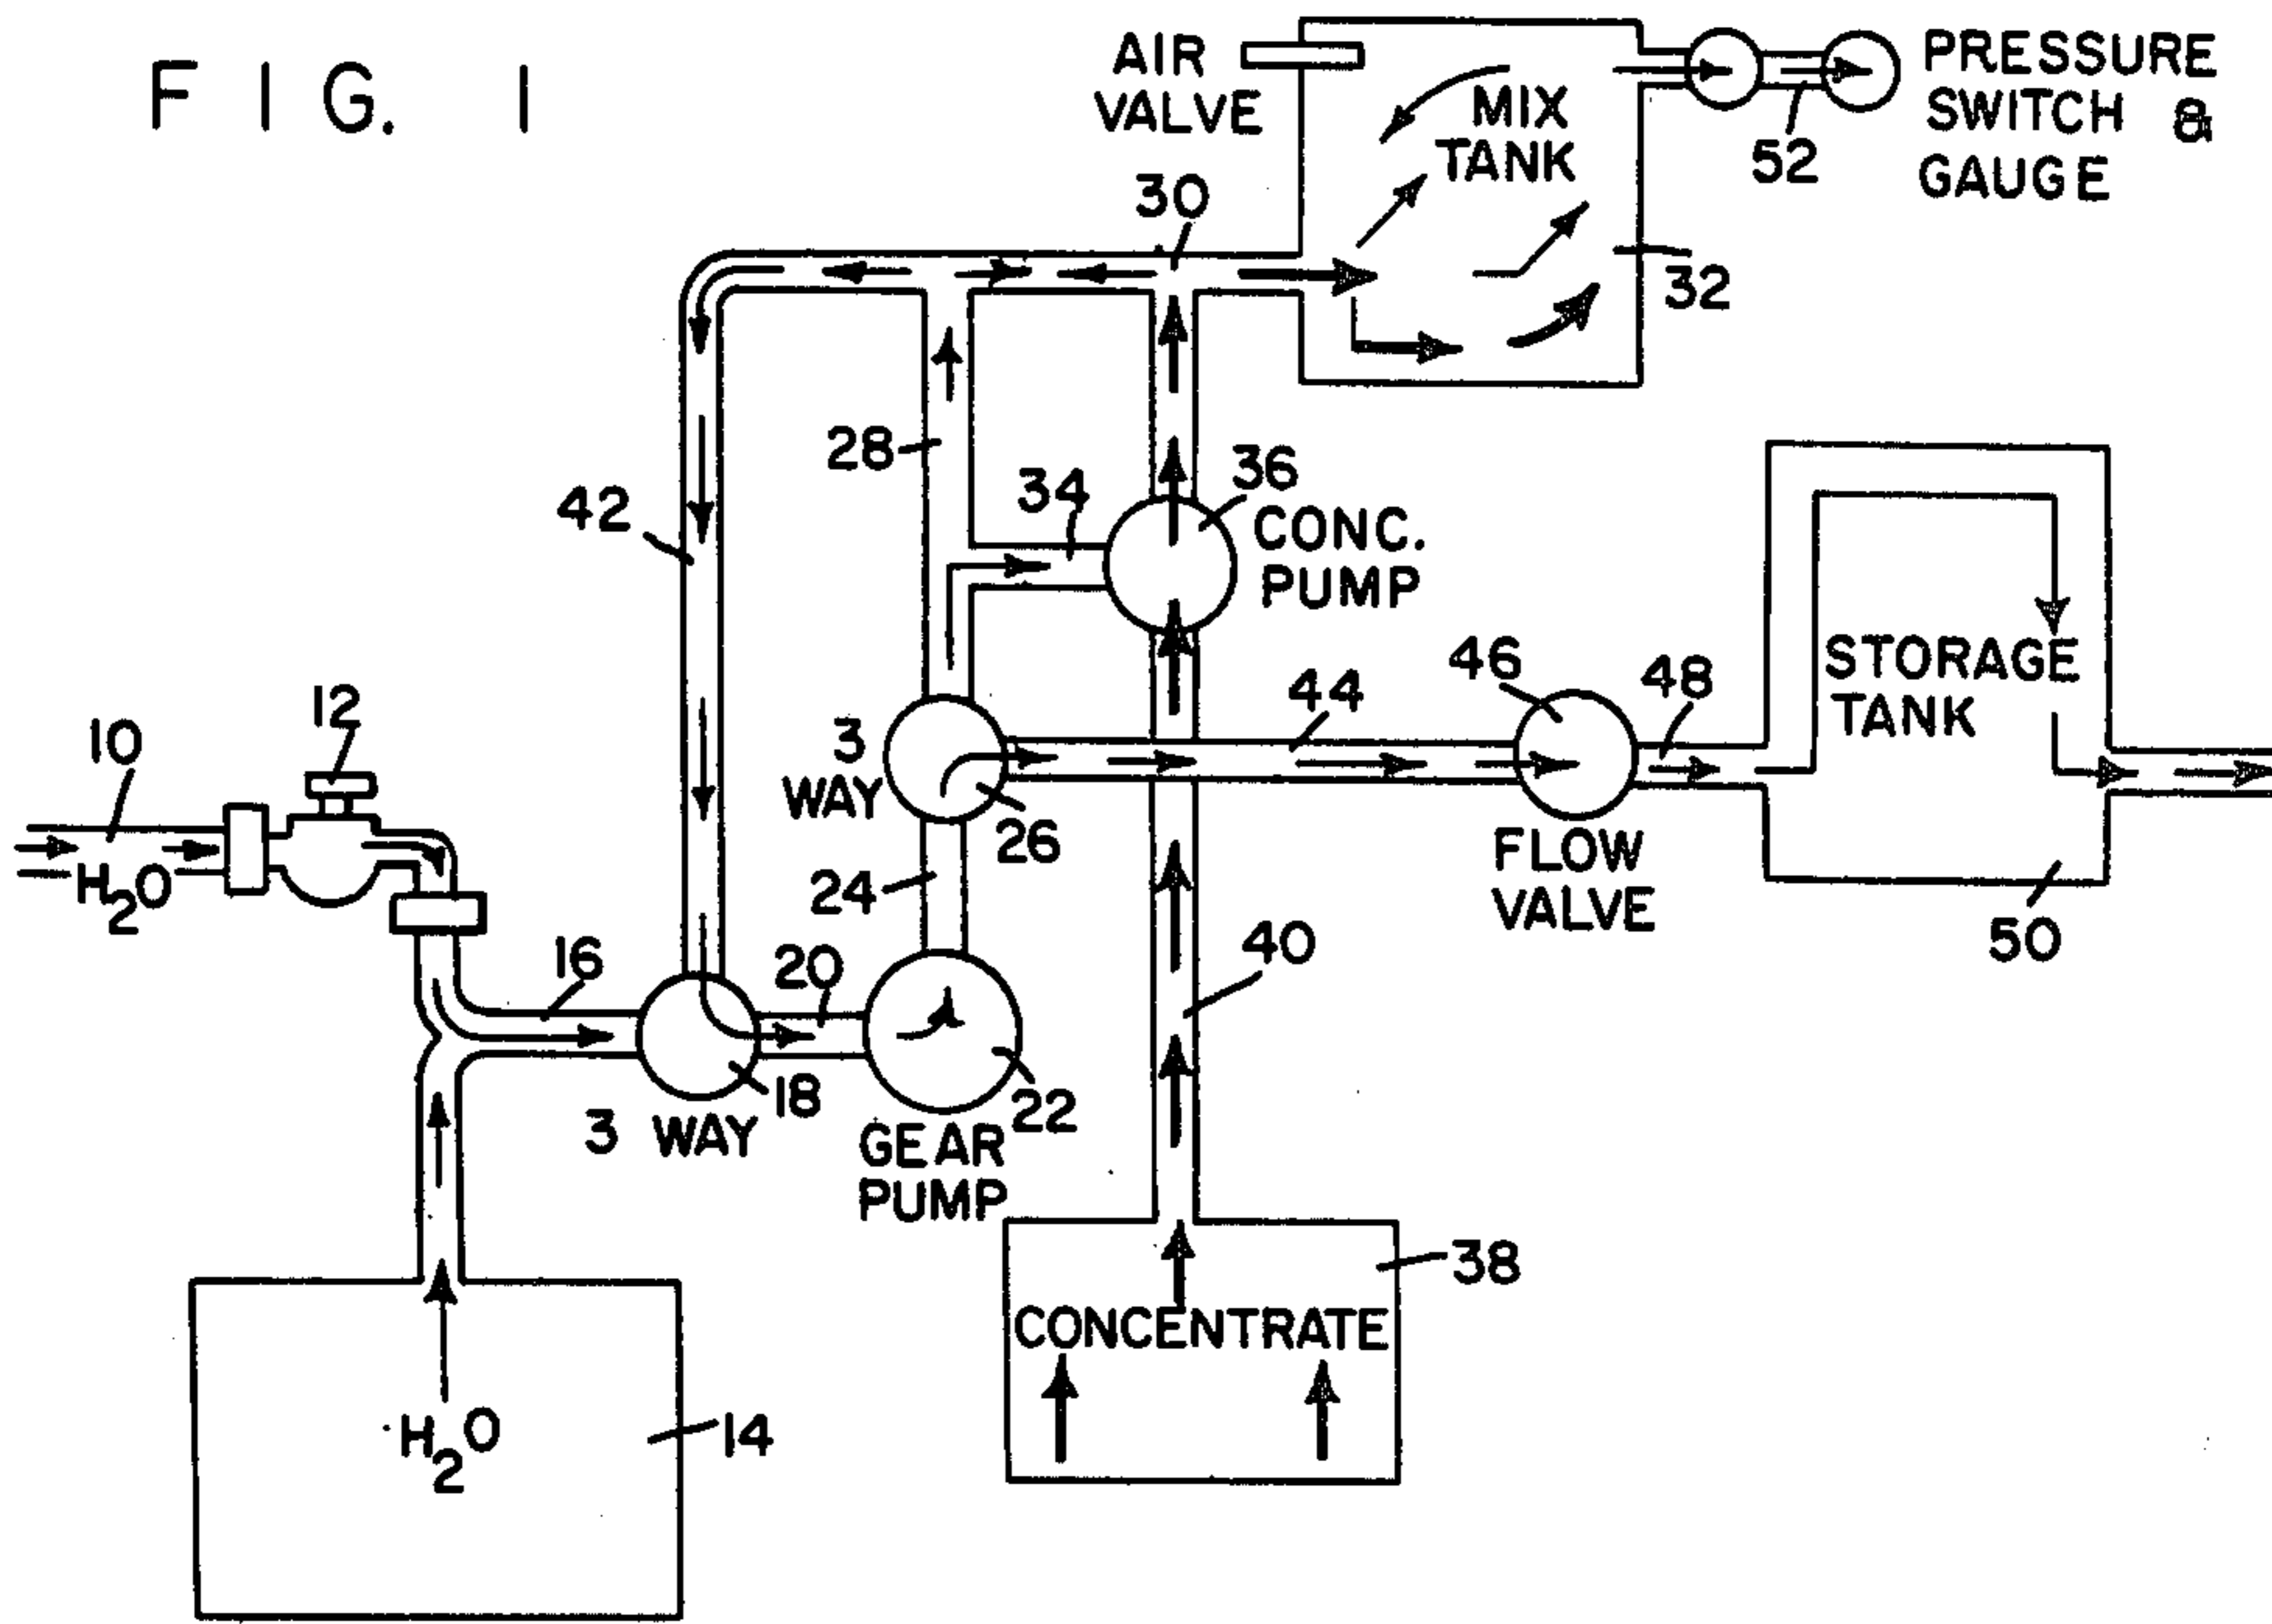 FIG. 1
AIR
VALVE
MIX
TANK
PRESSURE
SWITCH &
GAUGE
52
30
32
28
34
36
CONC.
PUMP
42
46
44
48
STORAGE
TANK
3
WAY
26
12
10
H2O
FLOW
VALVE
24
50
40
16
20
18
3 WAY
22
GEAR
PUMP
38
CONCENTRATE
H2O
14